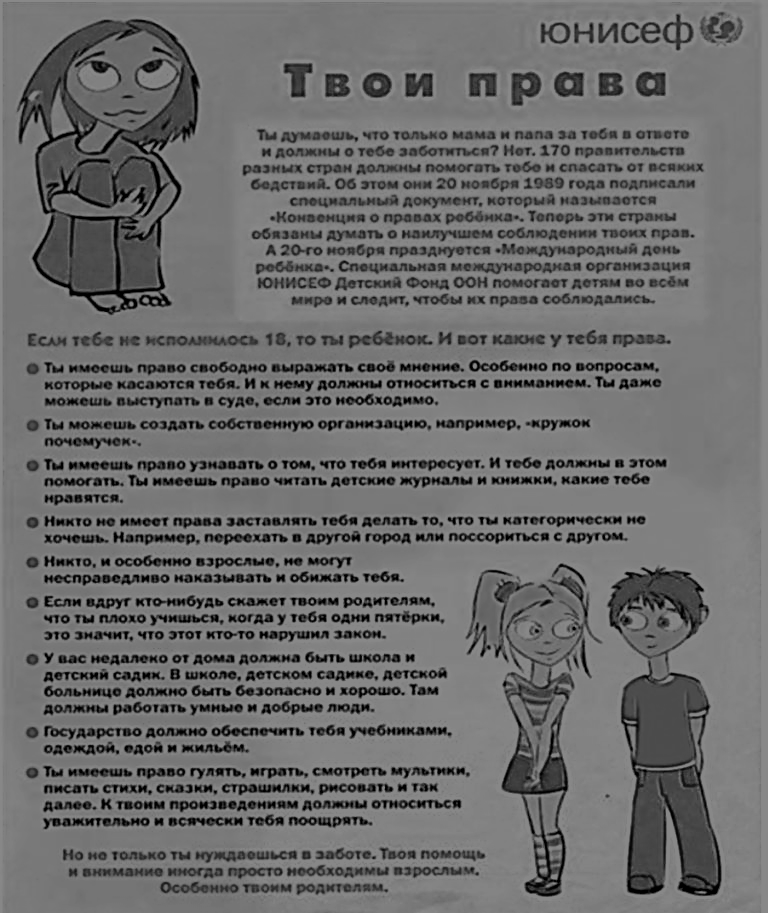 юнисеф
Твои права
Ты думаешь, что только мама и папа за тебя в ответе
и должны о тебе заботиться? Нет. 170 правительств
разных стран должны помогать тебе и спасать от всяких
бедствий. Об этом они 20 ноября 1989 года подписали
специальный документ, который называется
«Конвенция о правах ребёнка». Теперь эти страны
обязаны думать о наилучшем соблюдении твоих прав.
А 20-го ноября празднуется «Международный день
ребёнка». Специальная международная организация
ЮНИСЕФ Детский Фонд ООН помогает детям во всём
мире и следит, чтобы их права соблюдались.
Если тебе не исполнилось 18, то ты ребёнок. И вот какие у тебя права.
Ты имеешь право свободно выражать своё мнение. Особенно по вопросам,
которые касаются тебя. И к нему должны относиться с вниманием. Ты даже
можешь выступать в суде, если это необходимо.
Ты можешь создать собственную организацию, например, «кружок
почемучек».
Ты имеешь право узнавать о том, что тебя интересует. И тебе должны в этом
помогать. Ты имеешь право читать детские журналы и книжки, какие тебе
нравятся.
Никто не имеет права заставлять тебя делать то, что ты категорически не
хочешь. Например, переехать в другой город или поссориться с другом.
Никто, и особенно взрослые, не могут
несправедливо наказывать и обижать тебя.
Если вдруг кто-нибудь скажет твоим родителям,
что ты плохо учишься, когда у тебя одни пятёрки,
это значит, что этот кто-то нарушил закон.
У вас недалеко от дома должна быть школа и
детский садик. В школе, детском садике, детской
больнице должно быть безопасно и хорошо. Там
должны работать умные и добрые люди.
Государство должно обеспечить тебя учебниками,
одеждой, едой и жильём.
Ты имеешь право гулять, играть, смотреть мультики,
писать стихи, сказки, страшилки, рисовать и так
далее. К твоим произведениям должны относиться
уважительно и всячески тебя поощрять.
Но не только ты нуждаешься в заботе. Твоя помощь
и внимание иногда просто необходимы взрослым.
Особенно твоим родителям.